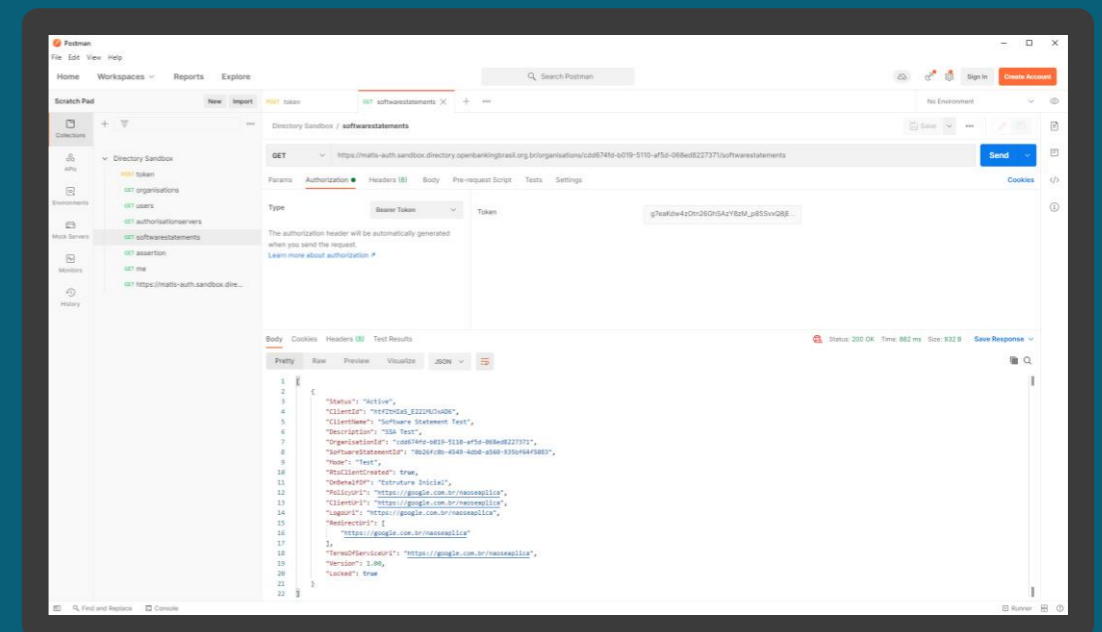 Postman
File Edit View Help
Home Workspaces Reports Explore
Search Postman
Sign In Create Account
Scratch Pad New Import
POST token GET softwarestatements
No Environment
Collections
APIs
Environments
Mock Servers
Monitors
History
Directory Sandbox
POST token
GET organisations
GET users
GET authorisationservers
GET softwarestatements
GET assertion
GET me
GET https://matls-auth.sandbox.dire...
Directory Sandbox / softwarestatements
Save
GET https://matls-auth.sandbox.directory.openbankingbrasil.org.br/organisations/cdd674fd-b019-5110-af5d-068ed8227371/softwarestatements
Send
Params Authorization Headers (8) Body Pre-request Script Tests Settings Cookies
Type Bearer Token Token
The authorization header will be automatically generated
when you send the request.
Learn more about authorization
Body Cookies Headers (8) Test Results
Status: 200 OK Time: 882 ms Size: 932 B Save Response
Pretty Raw Preview Visualize JSON
1 [
2 {
3 "Status": "Active",
4 "ClientId":
5 "ClientName": "Software Statement Test",
6 "Description": "SSA Test",
7 "OrganisationId": "cdd674fd-b019-5110-af5d-068ed8227371",
8 "SoftwareStatementId":
9 "Mode": "Test",
10 "RtsClientCreated": true,
11 "OnBehalfOf": "Estruture Inicial",
12 "PolicyUri": "https://google.com.br/naoseaplica",
13 "ClientUri": "https://google.com.br/naoseaplica",
14 "LogoUri": "https://google.com.br/naoseaplica",
15 "RedirectUri": [
16 "https://google.com.br/naoseaplica"
17 ],
18 "TermsOfServiceUri": "https://google.com.br/naoseaplica",
19 "Version": 1.00,
20 "Locked": true
21 }
22 ]
Find and Replace Console
Runner